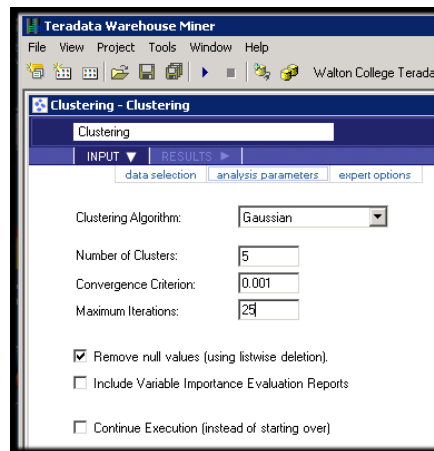 Teradata Warehouse Miner
File View Project Tools Window Help
Walton College Terada
Clustering - Clustering
Clustering
INPUT ▼ RESULTS ►
data selection analysis parameters expert options
Clustering Algorithm: Gaussian
Number of Clusters: 5
Convergence Criterion: 0.001
Maximum Iterations: 25
Remove null values (using listwise deletion).
Include Variable Importance Evaluation Reports
Continue Execution (instead of starting over)